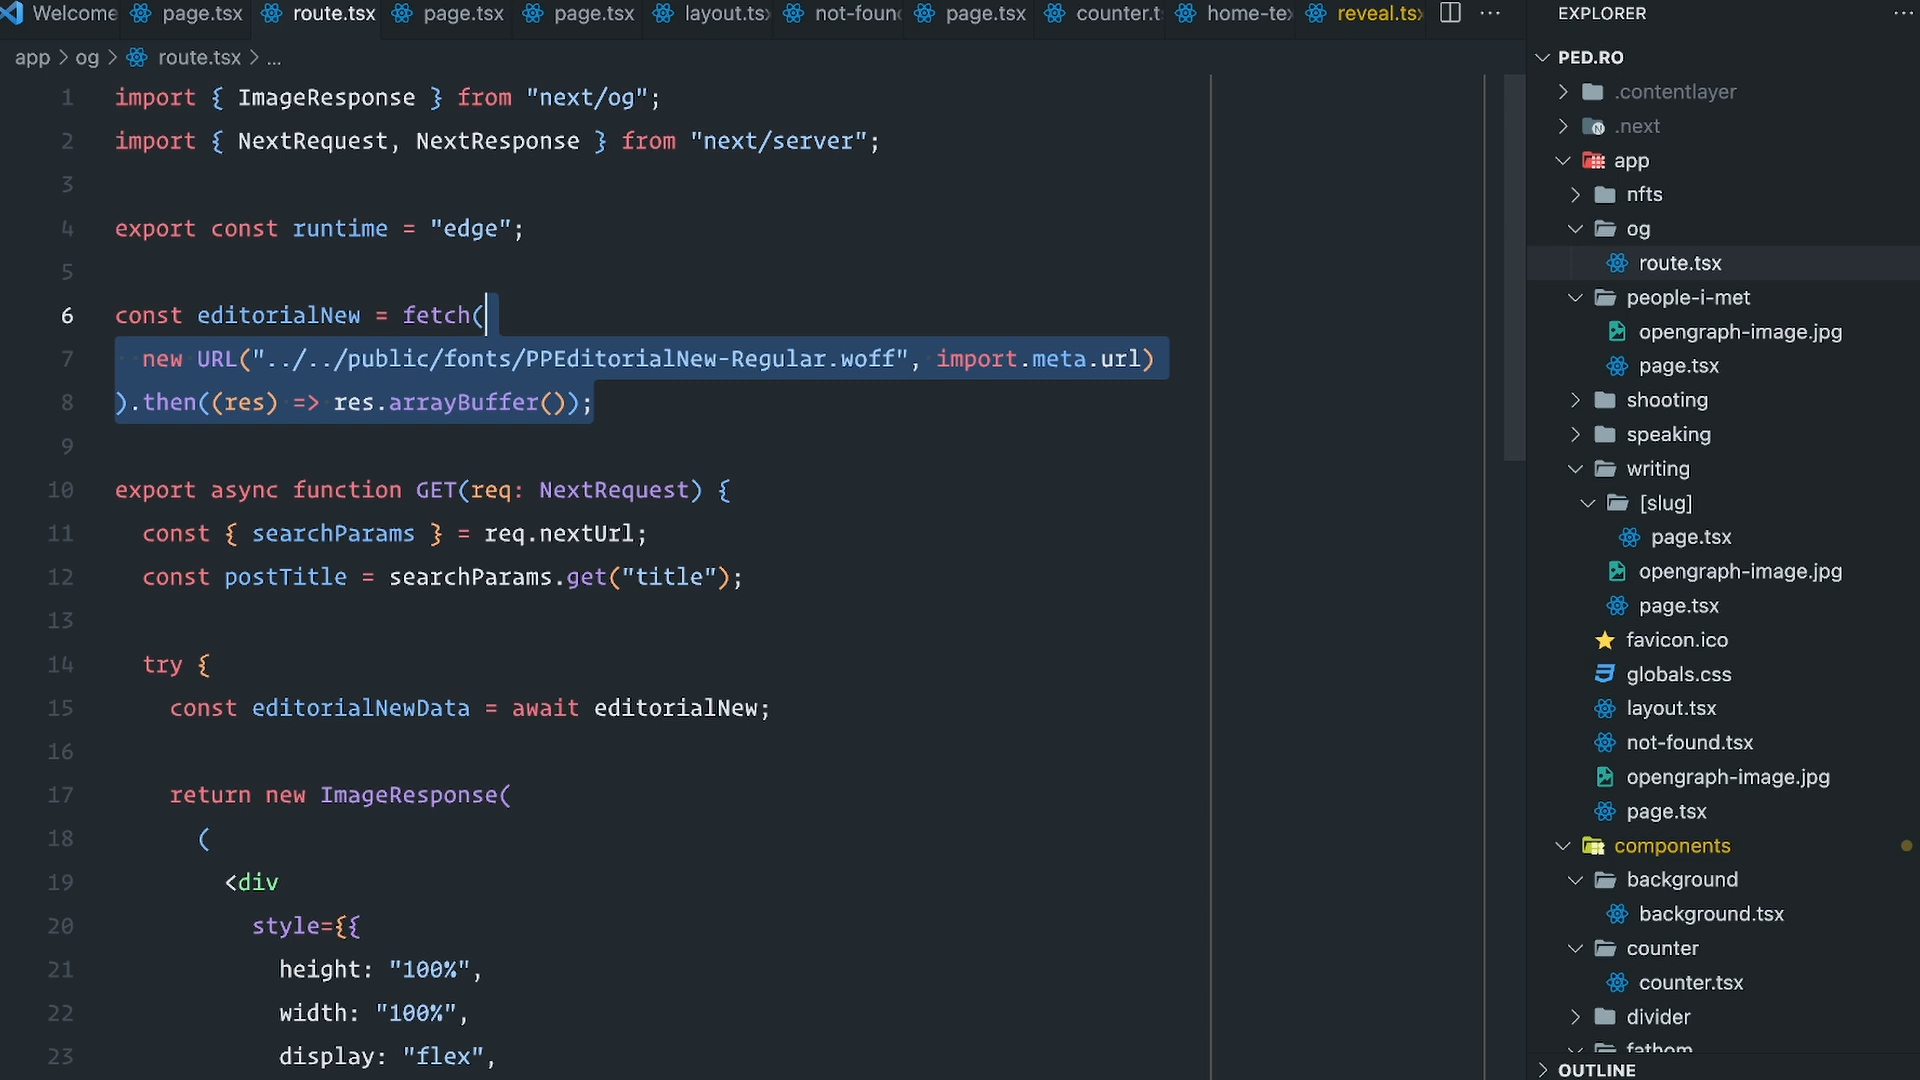 Welcome page.tsx route.tsx page.tsx page.tsx layout.tsx not-foun page.tsx counter.t home-te reveal.tsx ...
app > og > route.tsx > ...
1 import { ImageResponse } from "next/og";
2 import { NextRequest, NextResponse } from "next/server";
3
4 export const runtime = "edge";
5
6 const editorialNew = fetch(
7 new URL("../../public/fonts/PPEditorialNew-Regular.woff", import.meta.url)
8 ).then((res) => res.arrayBuffer());
9
10 export async function GET(req: NextRequest) {
11 const { searchParams } = req.nextUrl;
12 const postTitle = searchParams.get("title");
13
14 try {
15 const editorialNewData = await editorialNew;
16
17 return new ImageResponse(
18 (
19 <div
20 style={{
21 height: "100%",
22 width: "100%",
23 display: "flex",
EXPLORER ...
PED.RO
.contentlayer
.next
app
nfts
og
route.tsx
people-i-met
opengraph-image.jpg
page.tsx
shooting
speaking
writing
[slug]
page.tsx
opengraph-image.jpg
page.tsx
favicon.ico
globals.css
layout.tsx
not-found.tsx
opengraph-image.jpg
page.tsx
components
background
background.tsx
counter
counter.tsx
divider
fathom
OUTLINE